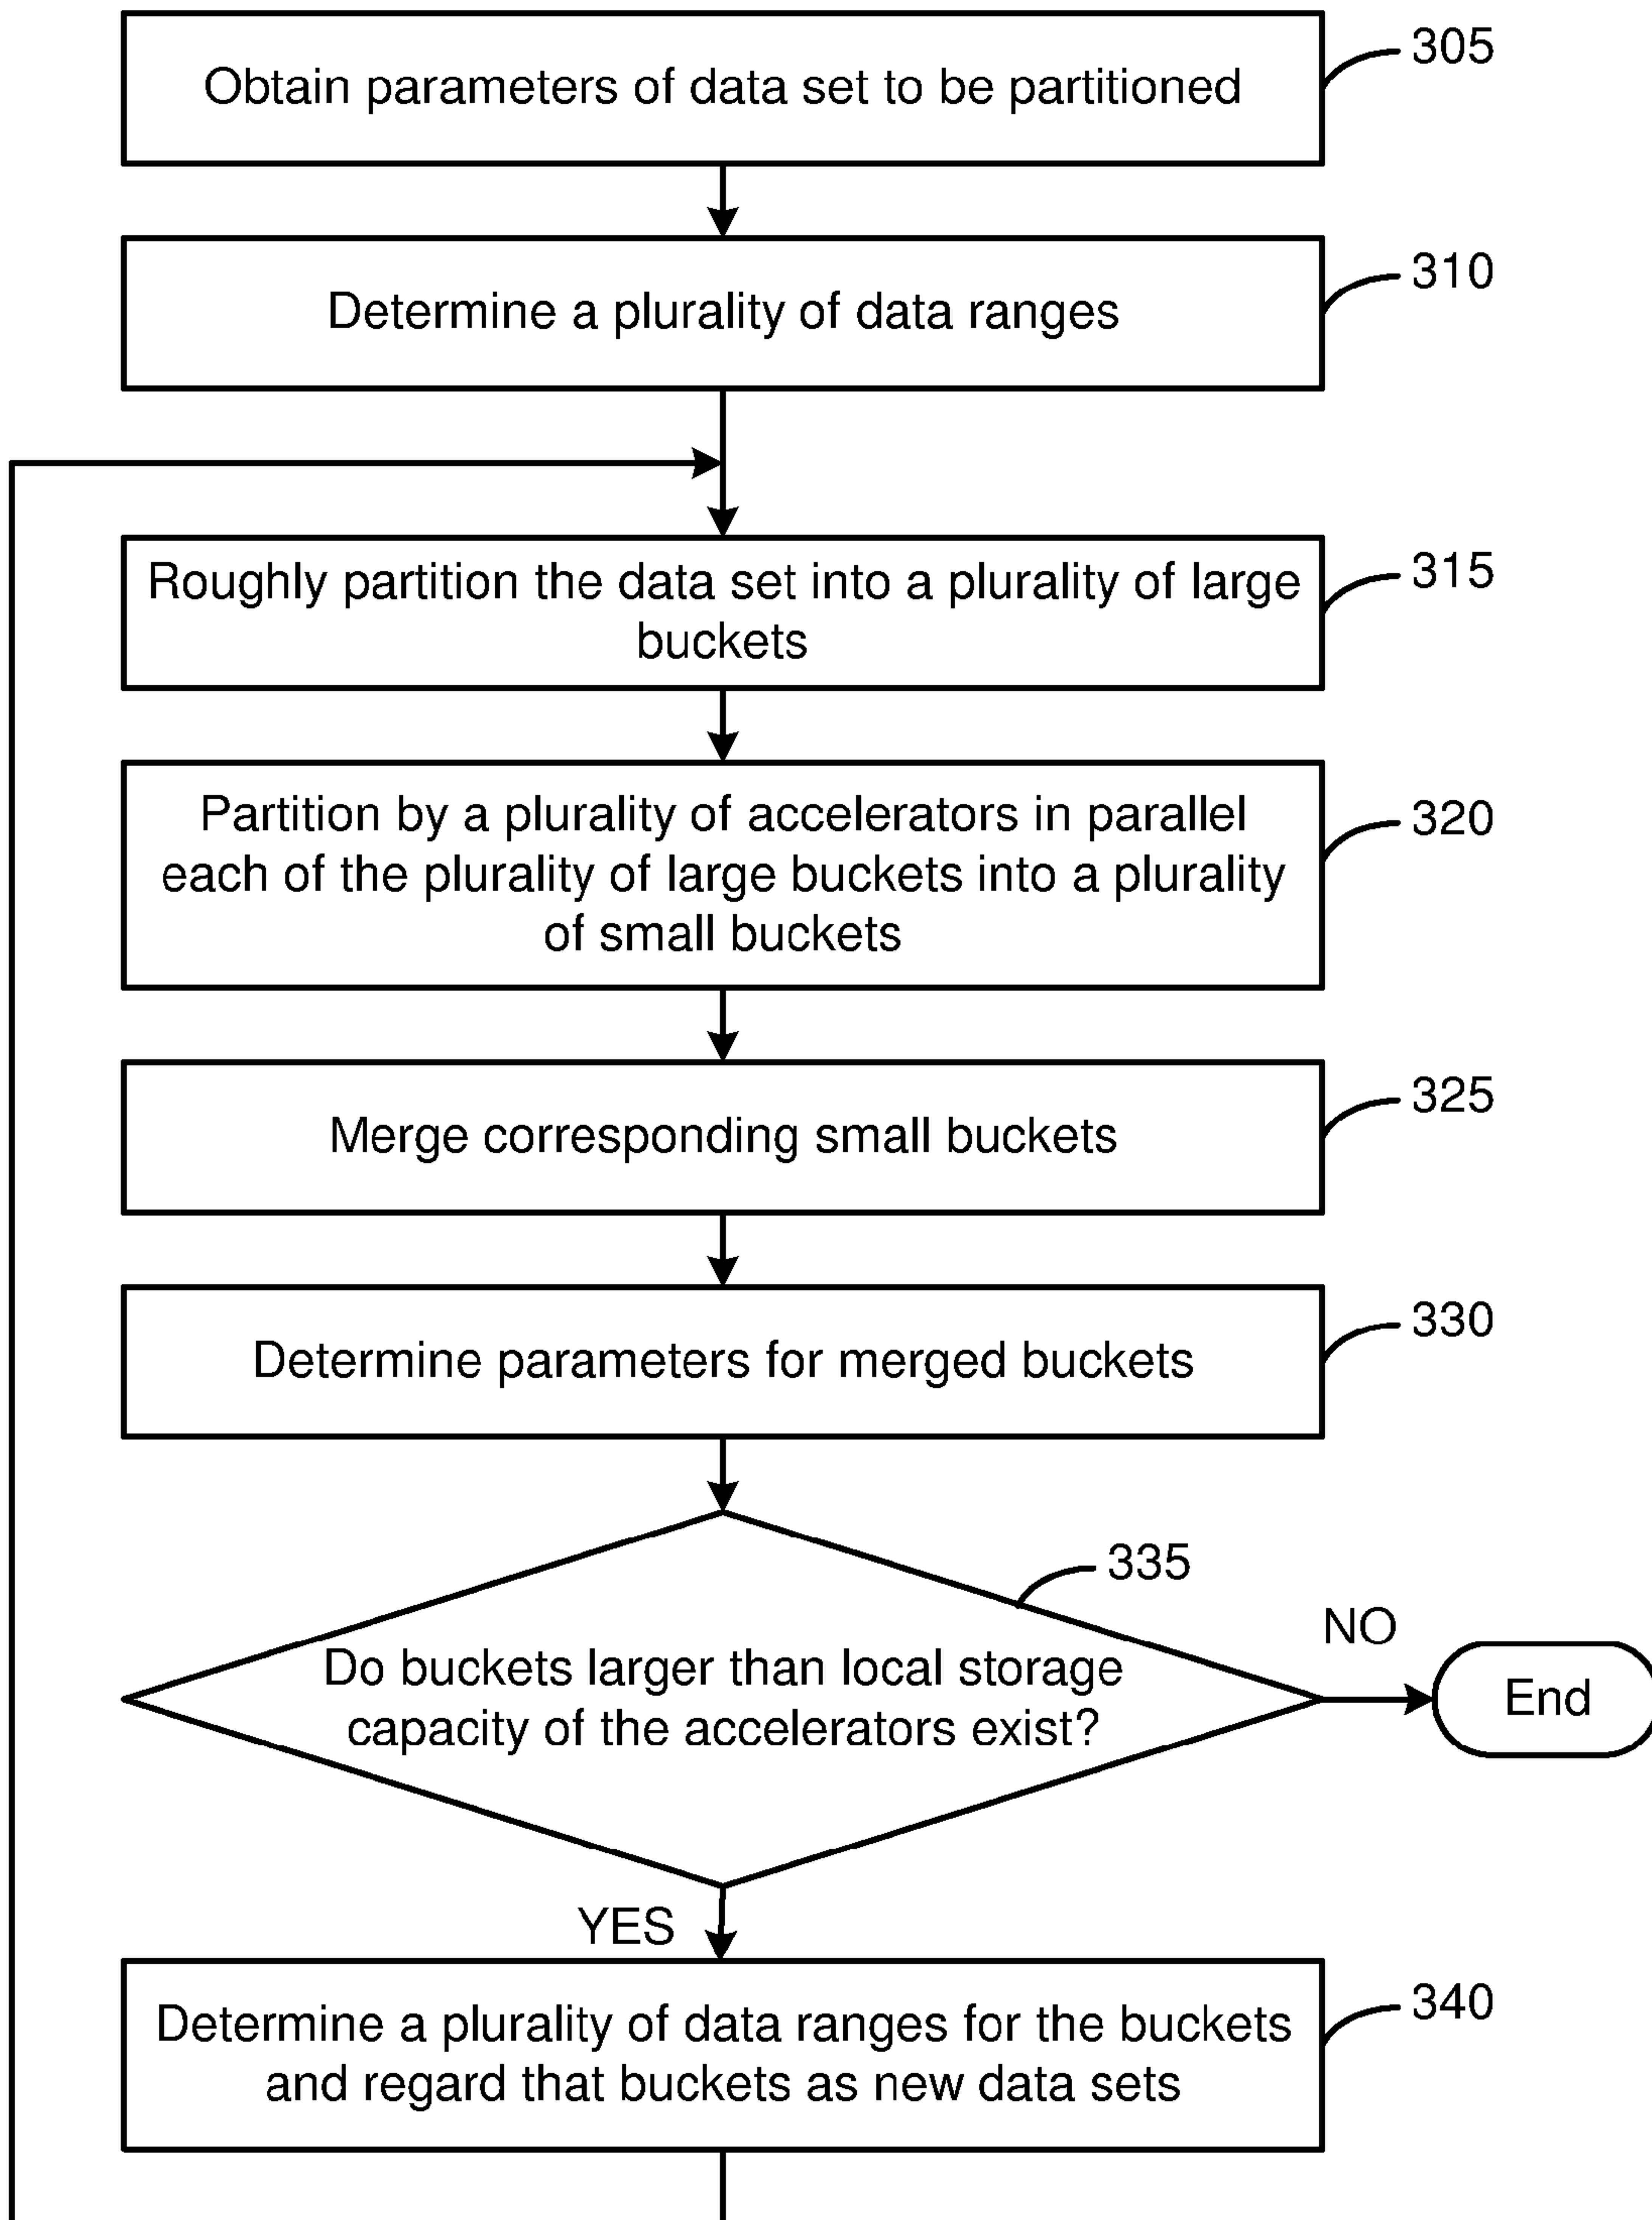 Obtain parameters of data set to be partitioned
305
Determine a plurality of data ranges
310
Roughly partition the data set into a plurality of large
buckets
315
Partition by a plurality of accelerators in parallel
each of the plurality of large buckets into a plurality
of small buckets
320
Merge corresponding small buckets
325
Determine parameters for merged buckets
330
335
Do buckets larger than local storage
capacity of the accelerators exist?
NO
End
YES
Determine a plurality of data ranges for the buckets
and regard that buckets as new data sets
340